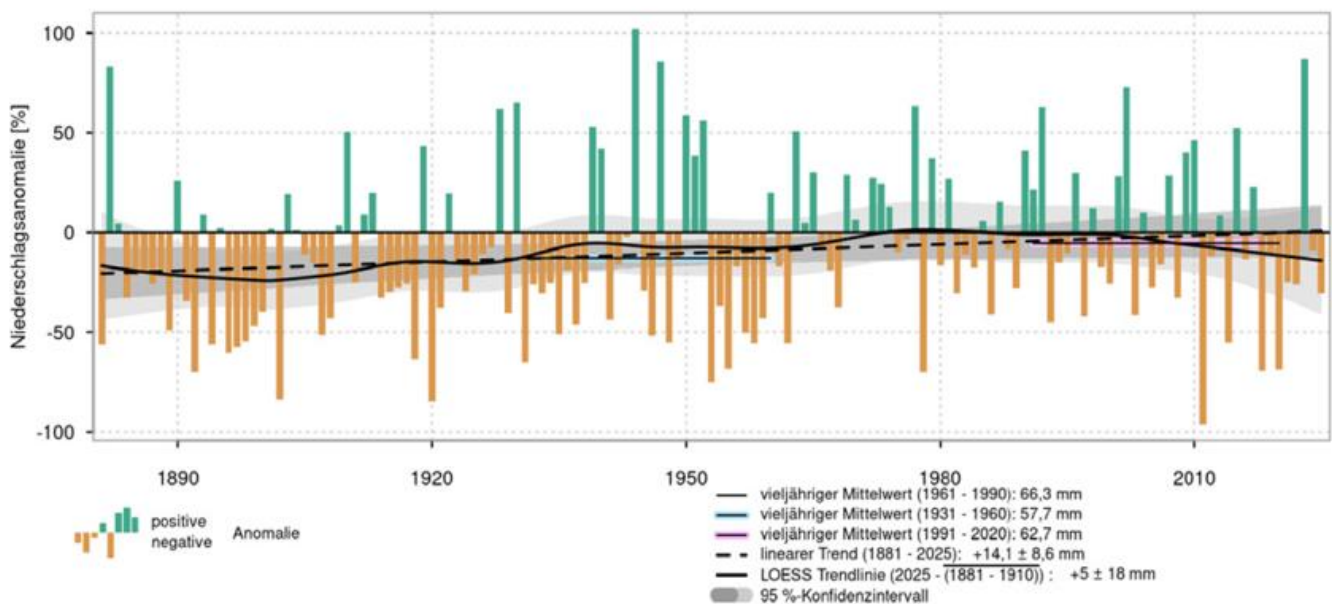 100
50
0
-50
-100
Niederschlagsanomalie [%]
1890 1920 1950 1980 2010
positive
negative
Anomalie
vieljähriger Mittelwert (1961 - 1990): 66,3 mm
vieljähriger Mittelwert (1931 - 1960): 57,7 mm
vieljähriger Mittelwert (1991 - 2020): 62,7 mm
linearer Trend (1881 - 2025): +14,1 ± 8,6 mm
LOESS Trendlinie (2025 - (1881 - 1910)) : +5 ± 18 mm
95 %-Konfidenzintervall